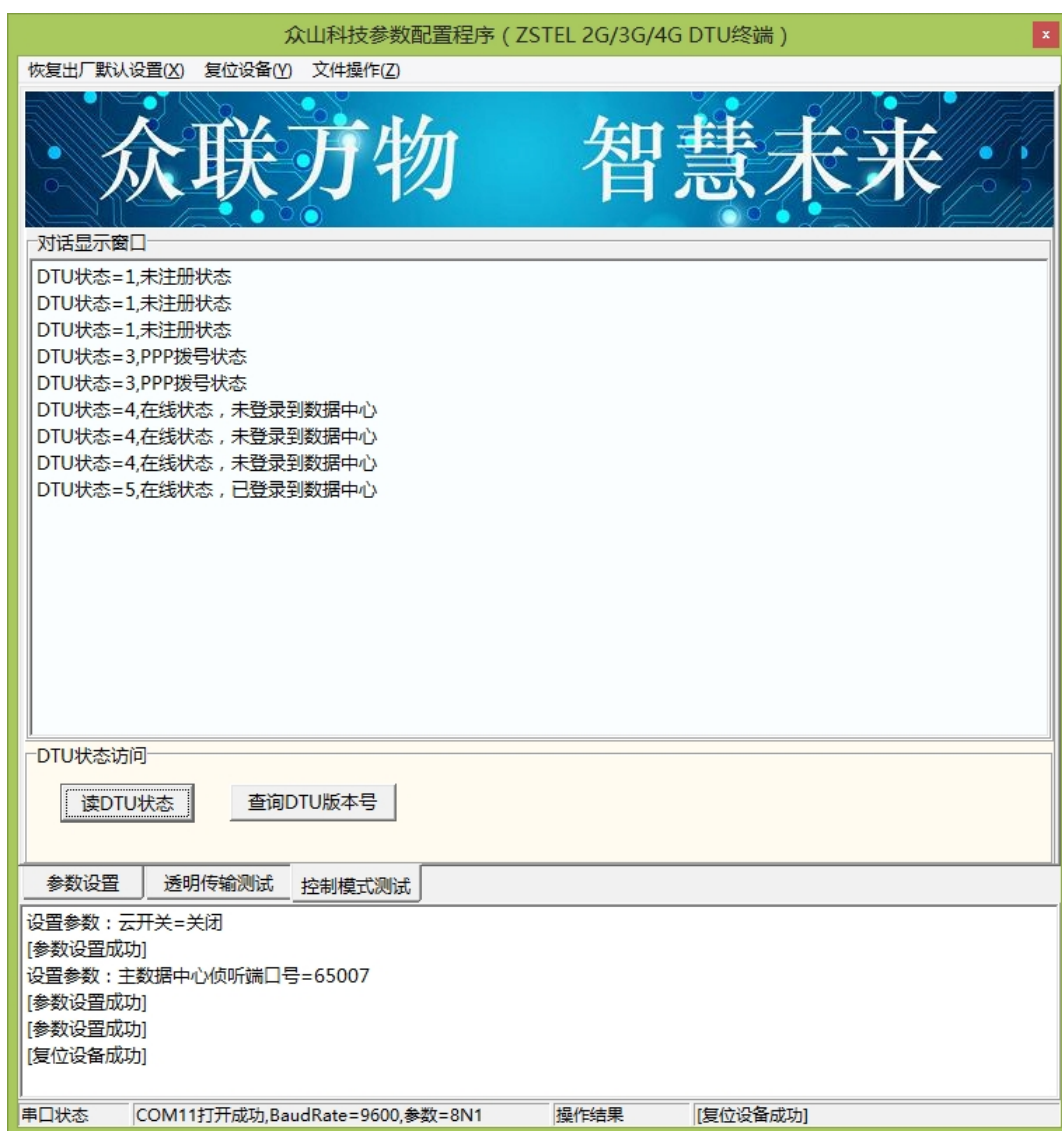 众山科技参数配置程序（ZSTEL 2G/3G/4G DTU终端）
x
恢复出厂默认设置(X) 复位设备(Y) 文件操作(Z)
众联万物 智慧未来
对话显示窗口
DTU状态=1,未注册状态
DTU状态=1,未注册状态
DTU状态=1,未注册状态
DTU状态=3,PPP拨号状态
DTU状态=3,PPP拨号状态
DTU状态=4,在线状态，未登录到数据中心
DTU状态=4,在线状态，未登录到数据中心
DTU状态=4,在线状态，未登录到数据中心
DTU状态=5,在线状态，已登录到数据中心
DTU状态访问
读DTU状态 查询DTU版本号
参数设置 透明传输测试 控制模式测试
设置参数：云开关=关闭
[参数设置成功]
设置参数：主数据中心侦听端口号=65007
[参数设置成功]
[参数设置成功]
[复位设备成功]
串口状态 COM11打开成功,BaudRate=9600,参数=8N1 操作结果 [复位设备成功]